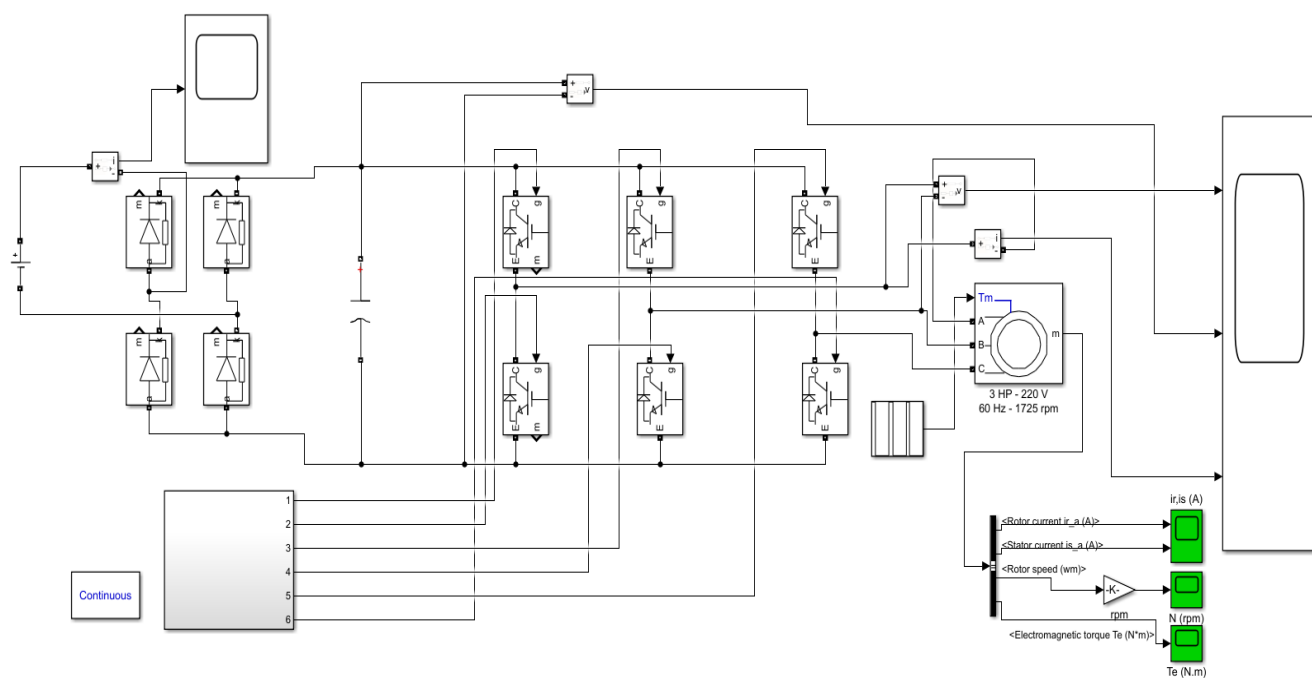 +
v
-
i
+
-
m
k
m
k
C
g
C
g
C
g
+
v
-
+
a
a
E
m
E
E
i
+
-
+
Tm
A
m
B
C
m
k
m
k
C
g
C
g
C
g
3 HP - 220 V
60 Hz - 1725 rpm
a
a
E
m
E
E
1
2
3
4
5
6
Continuous
ir,is (A)
<Rotor current ir_a (A)>
<Stator current is_a (A)>
<Rotor speed (wm)>
-K-
rpm
N (rpm)
<Electromagnetic torque Te (N*m)>
Te (N.m)